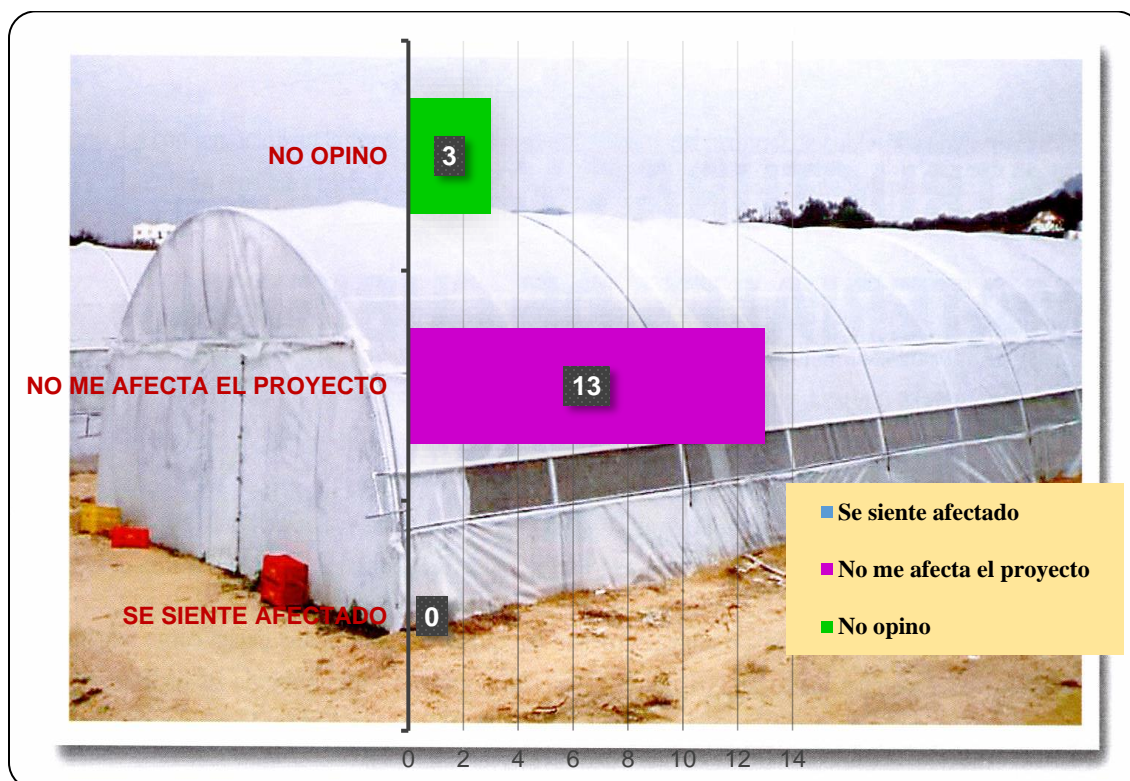 NO OPINO
3
NO ME AFECTA EL PROYECTO
13
SE SIENTE AFECTADO
0
Se siente afectado
No me afecta el proyecto
No opino
0 2 4 6 8 10 12 14